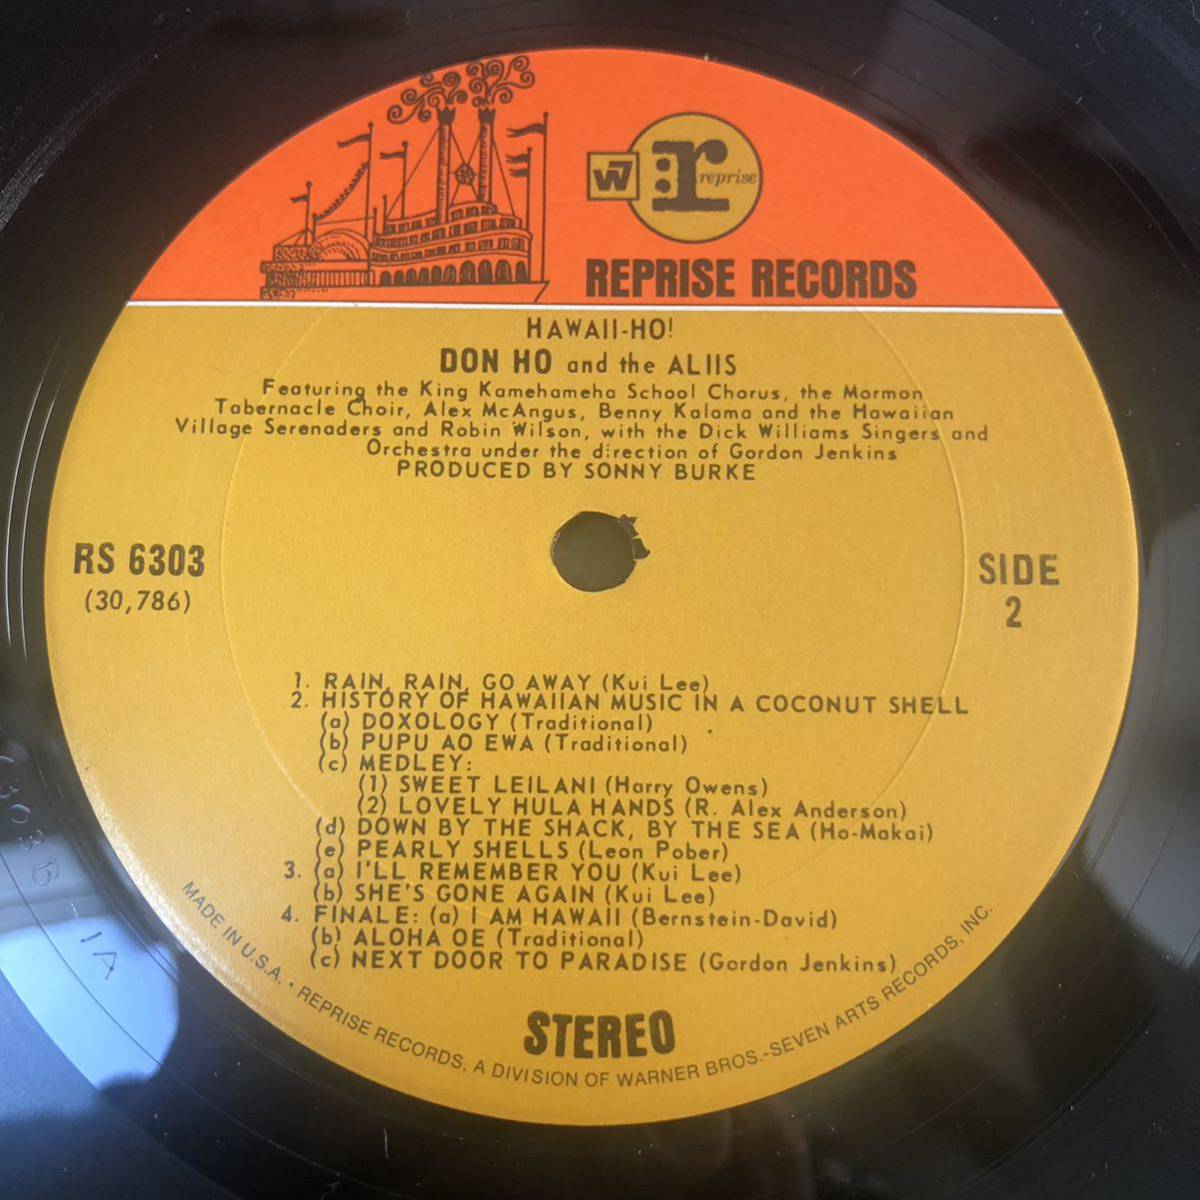 W7 r: reprise
REPRISE RECORDS
HAWAII-HO!
DON HO and the ALIIS
Featuring the King Kamehameha School Chorus, the Mormon
Tabernacle Choir, Alex McAngus, Benny Kalama and the Hawaiian
Village Serenaders and Robin Wilson, with the Dick Williams Singers and
Orchestra under the direction of Gordon Jenkins
PRODUCED BY SONNY BURKE
RS 6303
(30,786)
SIDE
2
1. RAIN, RAIN, GO AWAY (Kui Lee)
2. HISTORY OF HAWAIIAN MUSIC IN A COCONUT SHELL
(a) DOXOLOGY (Traditional)
(b) PUPU AO EWA (Traditional)
(c) MEDLEY:
(1) SWEET LEILANI (Harry Owens)
(2) LOVELY HULA HANDS (R. Alex Anderson)
(d) DOWN BY THE SHACK, BY THE SEA (Ho-Makai)
(e) PEARLY SHELLS (Leon Pober)
3. (a) I'LL REMEMBER YOU (Kui Lee)
(b) SHE'S GONE AGAIN (Kui Lee)
4. FINALE: (a) I AM HAWAII (Bernstein-David)
(b) ALOHA OE (Traditional)
(c) NEXT DOOR TO PARADISE (Gordon Jenkins)
STEREO
MADE IN U.S.A. • REPRISE RECORDS, A DIVISION OF WARNER BROS.-SEVEN ARTS RECORDS, INC.
1A